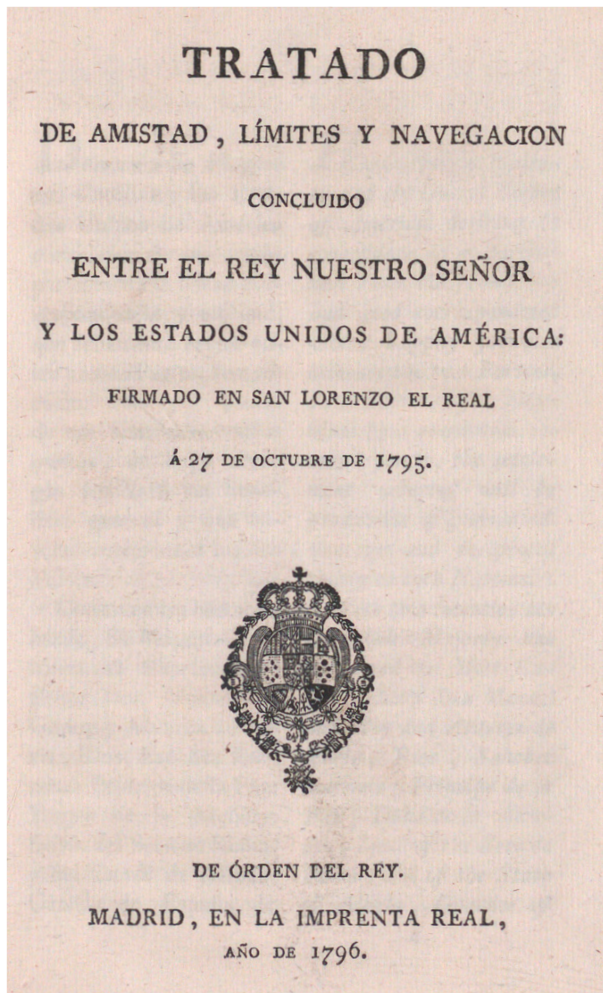 TRATADO
DE AMISTAD, LÍMITES Y NAVEGACION
CONCLUIDO
ENTRE EL REY NUESTRO SEÑOR
Y LOS ESTADOS UNIDOS DE AMÉRICA:
FIRMADO EN SAN LORENZO EL REAL
Á 27 DE OCTUBRE DE 1795.
DE ÓRDEN DEL REY.
MADRID, EN LA IMPRENTA REAL,
AÑO DE 1796.